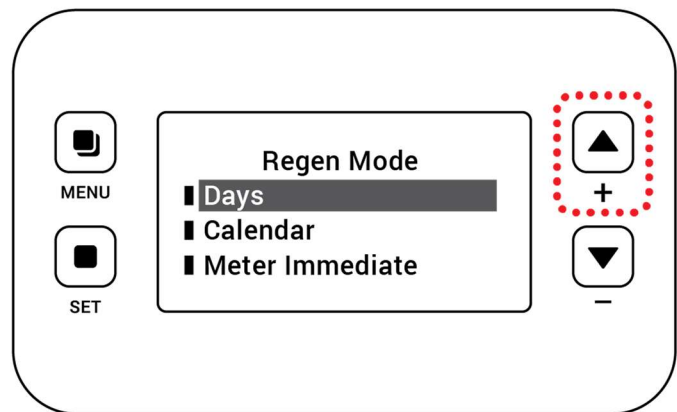 Regen Mode
Days
Calendar
Meter Immediate
MENU
SET
+
−